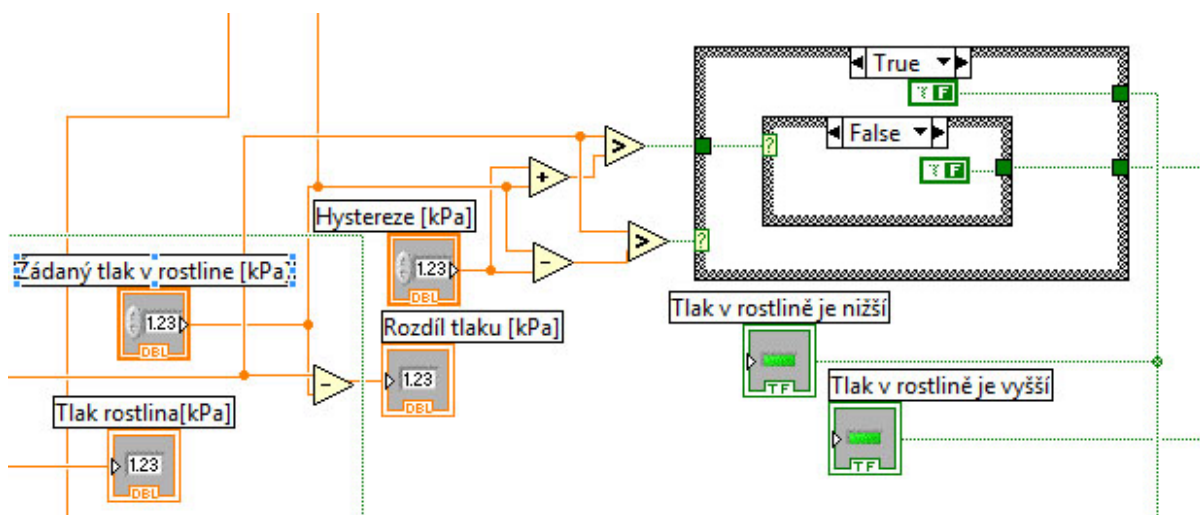 True
F
False
F
Hystereze [kPa]
1.23
DBL
Žádaný tlak v rostline [kPa]
1.23
DBL
Rozdíl tlaku [kPa]
1.23
DBL
Tlak rostlina[kPa]
1.23
DBL
Tlak v rostlině je nižší
TF
Tlak v rostlině je vyšší
TF
+
-
-
>
>
?
?